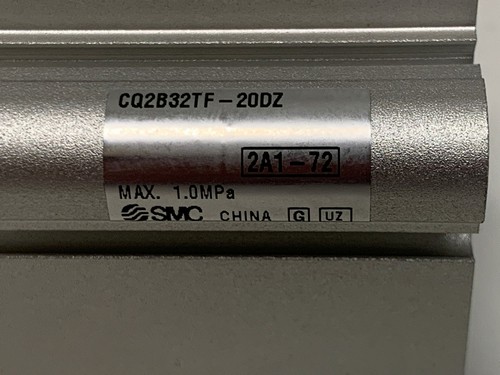 CQ2B32TF-20DZ
2A1-72
MAX. 1.0MPa
SMC CHINA G UZ